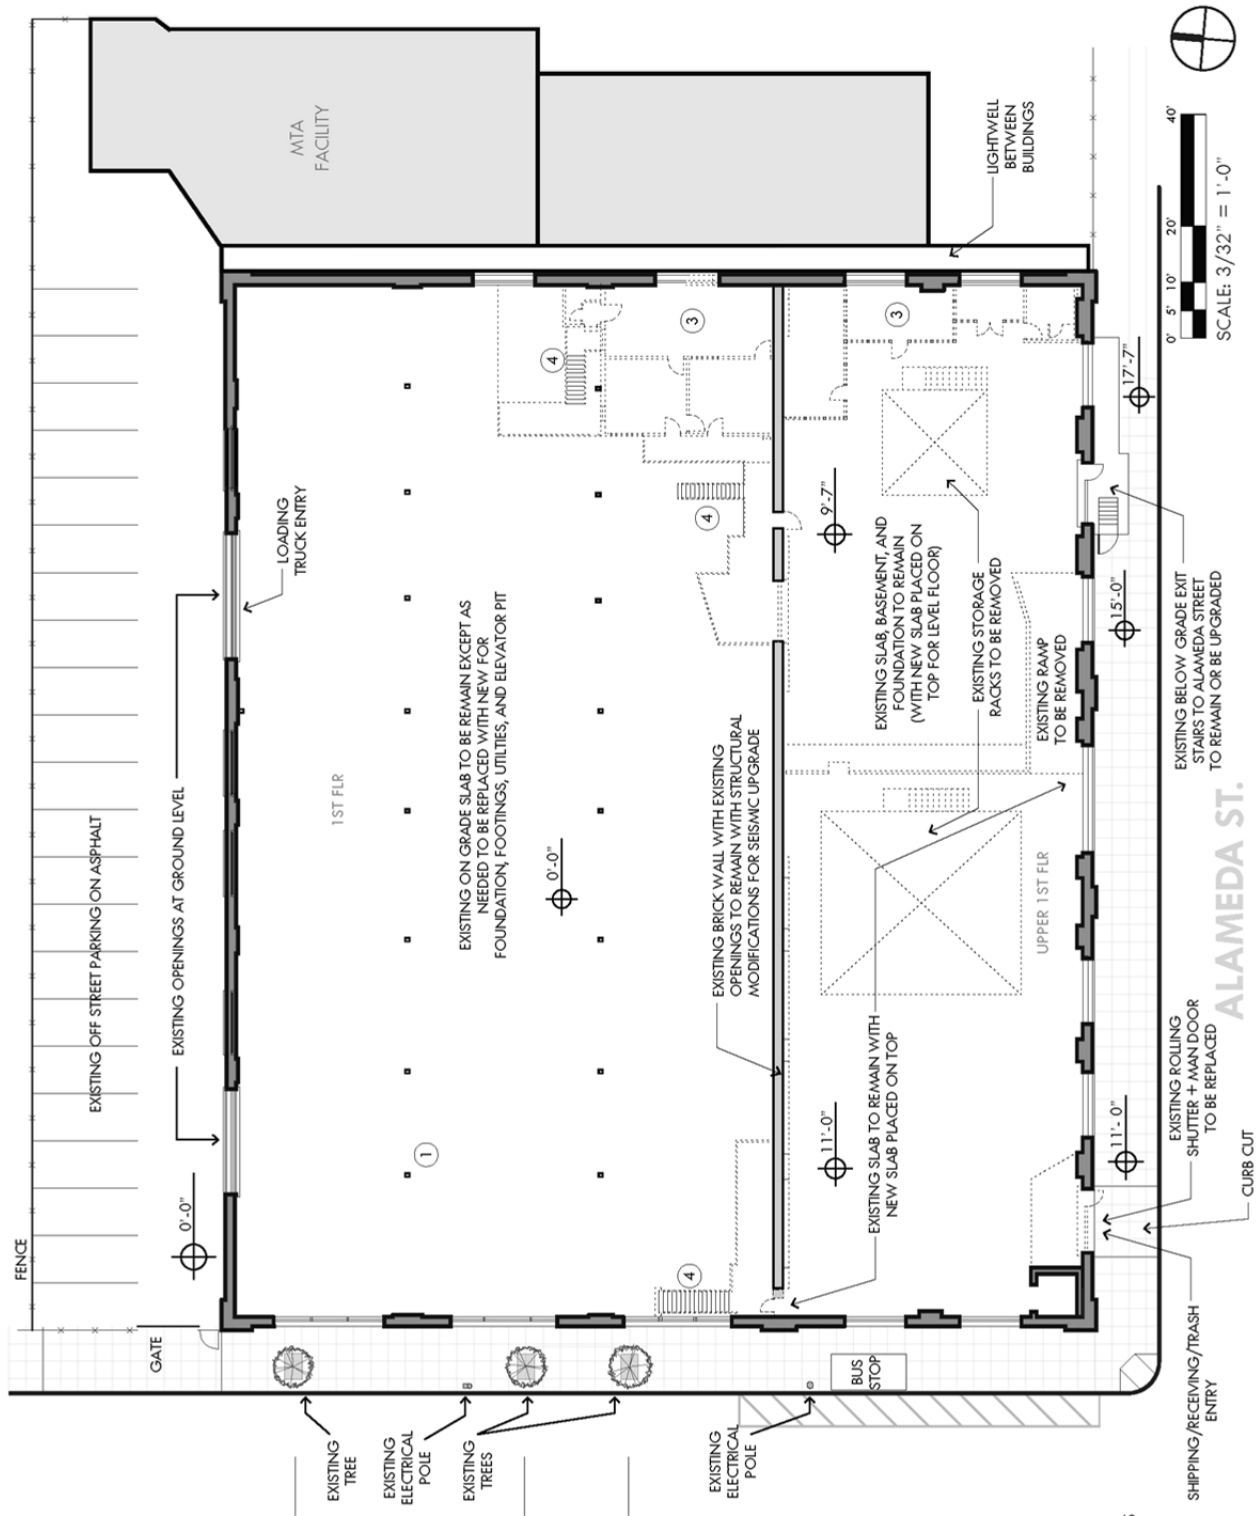 FENCE
EXISTING OFF STREET PARKING ON ASPHALT
GATE
EXISTING OPENINGS AT GROUND LEVEL
0'-0"
LOADING
TRUCK ENTRY
MTA
FACILITY
1ST FLR
EXISTING
TREE
EXISTING
ELECTRICAL
POLE
EXISTING
TREES
1
EXISTING ON GRADE SLAB TO BE REMAIN EXCEPT AS
NEEDED TO BE REPLACED WITH NEW FOR
FOUNDATION, FOOTINGS, UTILITIES, AND ELEVATOR PIT
0'-0"
4
4
4
3
EXISTING
ELECTRICAL
POLE
EXISTING BRICK WALL WITH EXISTING
OPENINGS TO REMAIN WITH STRUCTURAL
MODIFICATIONS FOR SEISMIC UPGRADE
BUS
STOP
11'-0"
9'-7"
3
EXISTING SLAB TO REMAIN WITH
NEW SLAB PLACED ON TOP
EXISTING SLAB, BASEMENT, AND
FOUNDATION TO REMAIN
(WITH NEW SLAB PLACED ON
TOP FOR LEVEL FLOOR)
EXISTING STORAGE
RACKS TO BE REMOVED
LIGHTWELL
BETWEEN
BUILDINGS
UPPER 1ST FLR
EXISTING RAMP
TO BE REMOVED
11'- 0"
15'-0"
17'-7"
EXISTING ROLLING
SHUTTER + MAN DOOR
TO BE REPLACED
EXISTING BELOW GRADE EXIT
STAIRS TO ALAMEDA STREET
TO REMAIN OR BE UPGRADED
SHIPPING/RECEIVING/TRASH
ENTRY
CURB CUT
ALAMEDA ST.
0' 5' 10' 20' 40'
SCALE: 3/32" = 1'-0"